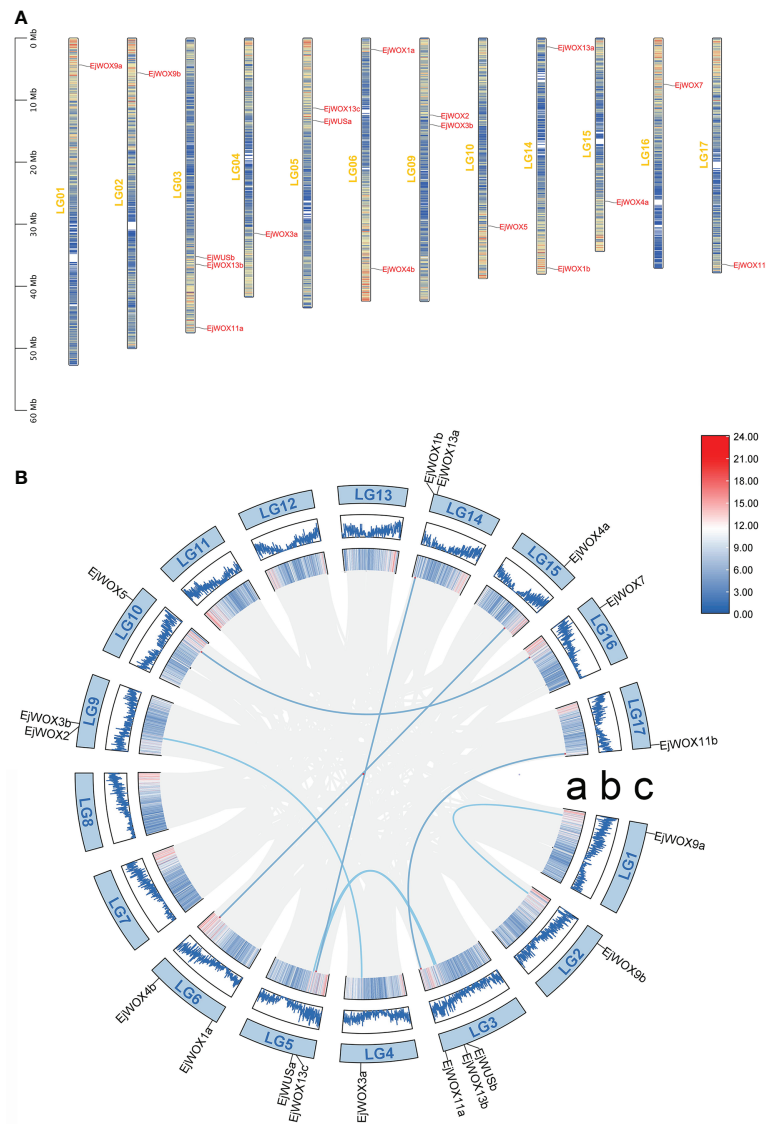 A
0 Mb
10 Mb
20 Mb
30 Mb
40 Mb
50 Mb
60 Mb
LG01
EjWOX9a
LG02
EjWOX9b
LG03
EjWUSb
EjWOX13b
EjWOX11a
LG04
EjWOX3a
LG05
EjWOX13c
EjWUSa
LG06
EjWOX1a
EjWOX4b
LG09
EjWOX2
EjWOX3b
LG10
EjWOX5
LG14
EjWOX13a
EjWOX1b
LG15
EjWOX4a
LG16
EjWOX7
LG17
EjWOX11
B
24.00
21.00
18.00
15.00
12.00
9.00
6.00
3.00
0.00
LG13
LG14
EjWOX1b
EjWOX13a
LG15
EjWOX4a
LG16
EjWOX7
LG17
EjWOX11b
a b c
LG1
EjWOX9a
LG2
EjWOX9b
LG3
EjWUSb
EjWOX13b
EjWOX11a
LG4
EjWOX3a
LG5
EjWOX13c
EjWUSa
LG6
EjWOX1a
EjWOX4b
LG7
LG8
LG9
EjWOX3b
EjWOX2
LG10
EjWOX5
LG11
LG12